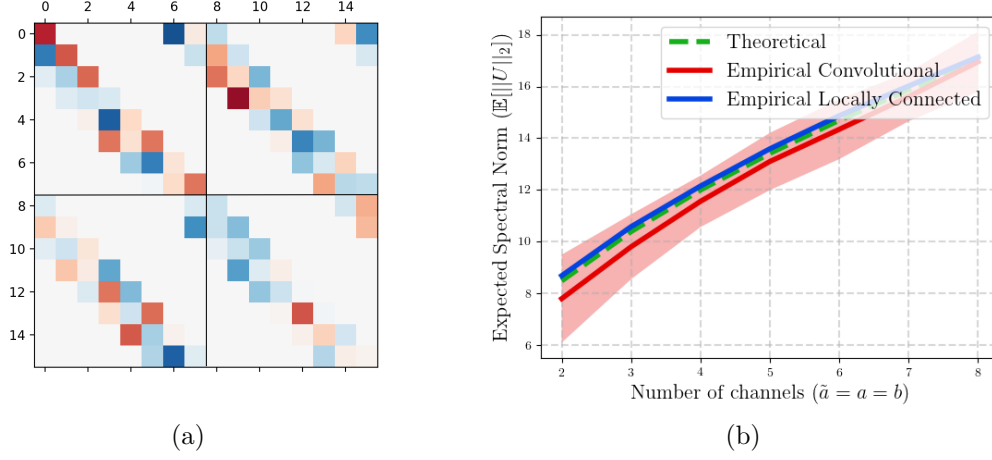 0 2 4 6 8 10 12 14
0
2
4
6
8
10
12
14
(a)
Expected Spectral Norm (𝔼[||U||₂])
18
16
14
12
10
8
6
Theoretical
Empirical Convolutional
Empirical Locally Connected
2 3 4 5 6 7 8
Number of channels (ã = a = b)
(b)